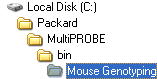 Local Disk (C:)
Packard
MultiPROBE
bin
Mouse Genotyping